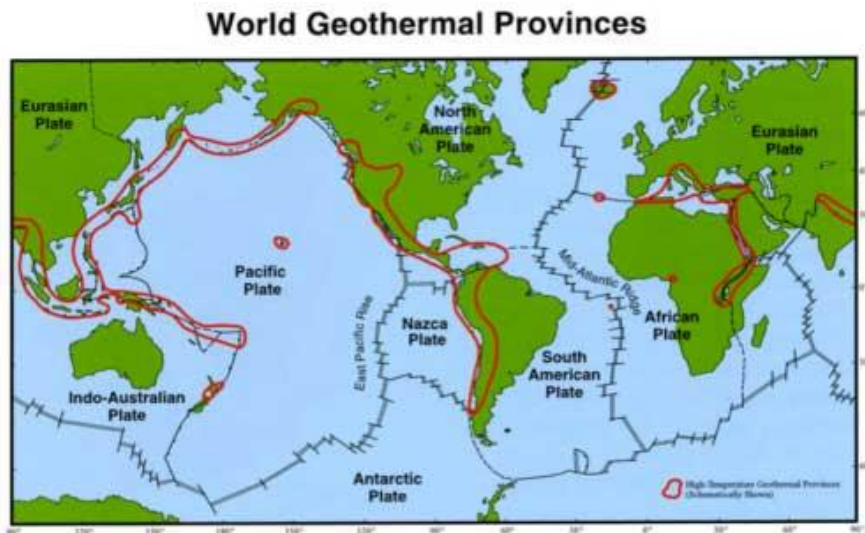 World Geothermal Provinces
Eurasian
Plate
North
American
Plate
Eurasian
Plate
Pacific
Plate
Mid-Atlantic Ridge
East Pacific Rise
Nazca
Plate
African
Plate
South
American
Plate
Indo-Australian
Plate
Antarctic
Plate
High-Temperature Geothermal Provinces
(Schematically Shown)